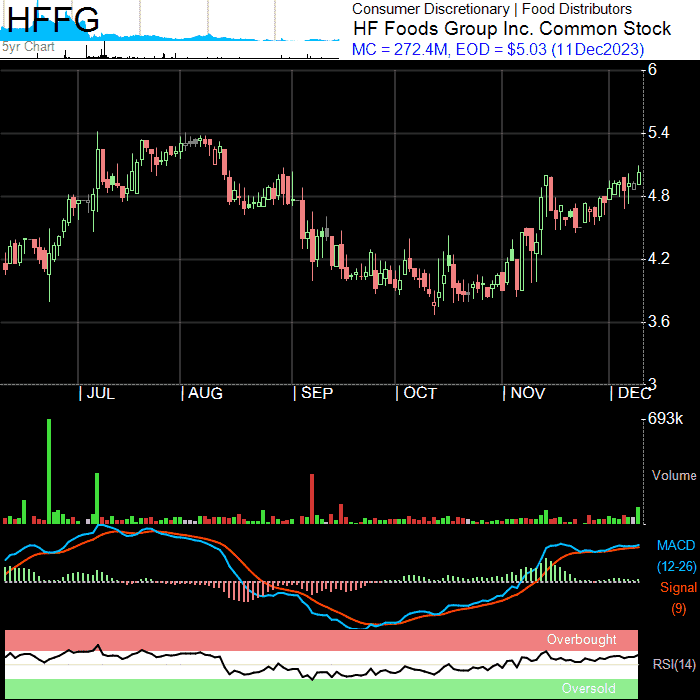 HFFG
5yr Chart
Consumer Discretionary | Food Distributors
HF Foods Group Inc. Common Stock
MC = 272.4M, EOD = $5.03 (11Dec2023)
6
5.4
4.8
4.2
3.6
3
| JUL | AUG | SEP | OCT | NOV | DEC
693k
Volume
MACD
(12-26)
Signal
(9)
Overbought
RSI(14)
Oversold